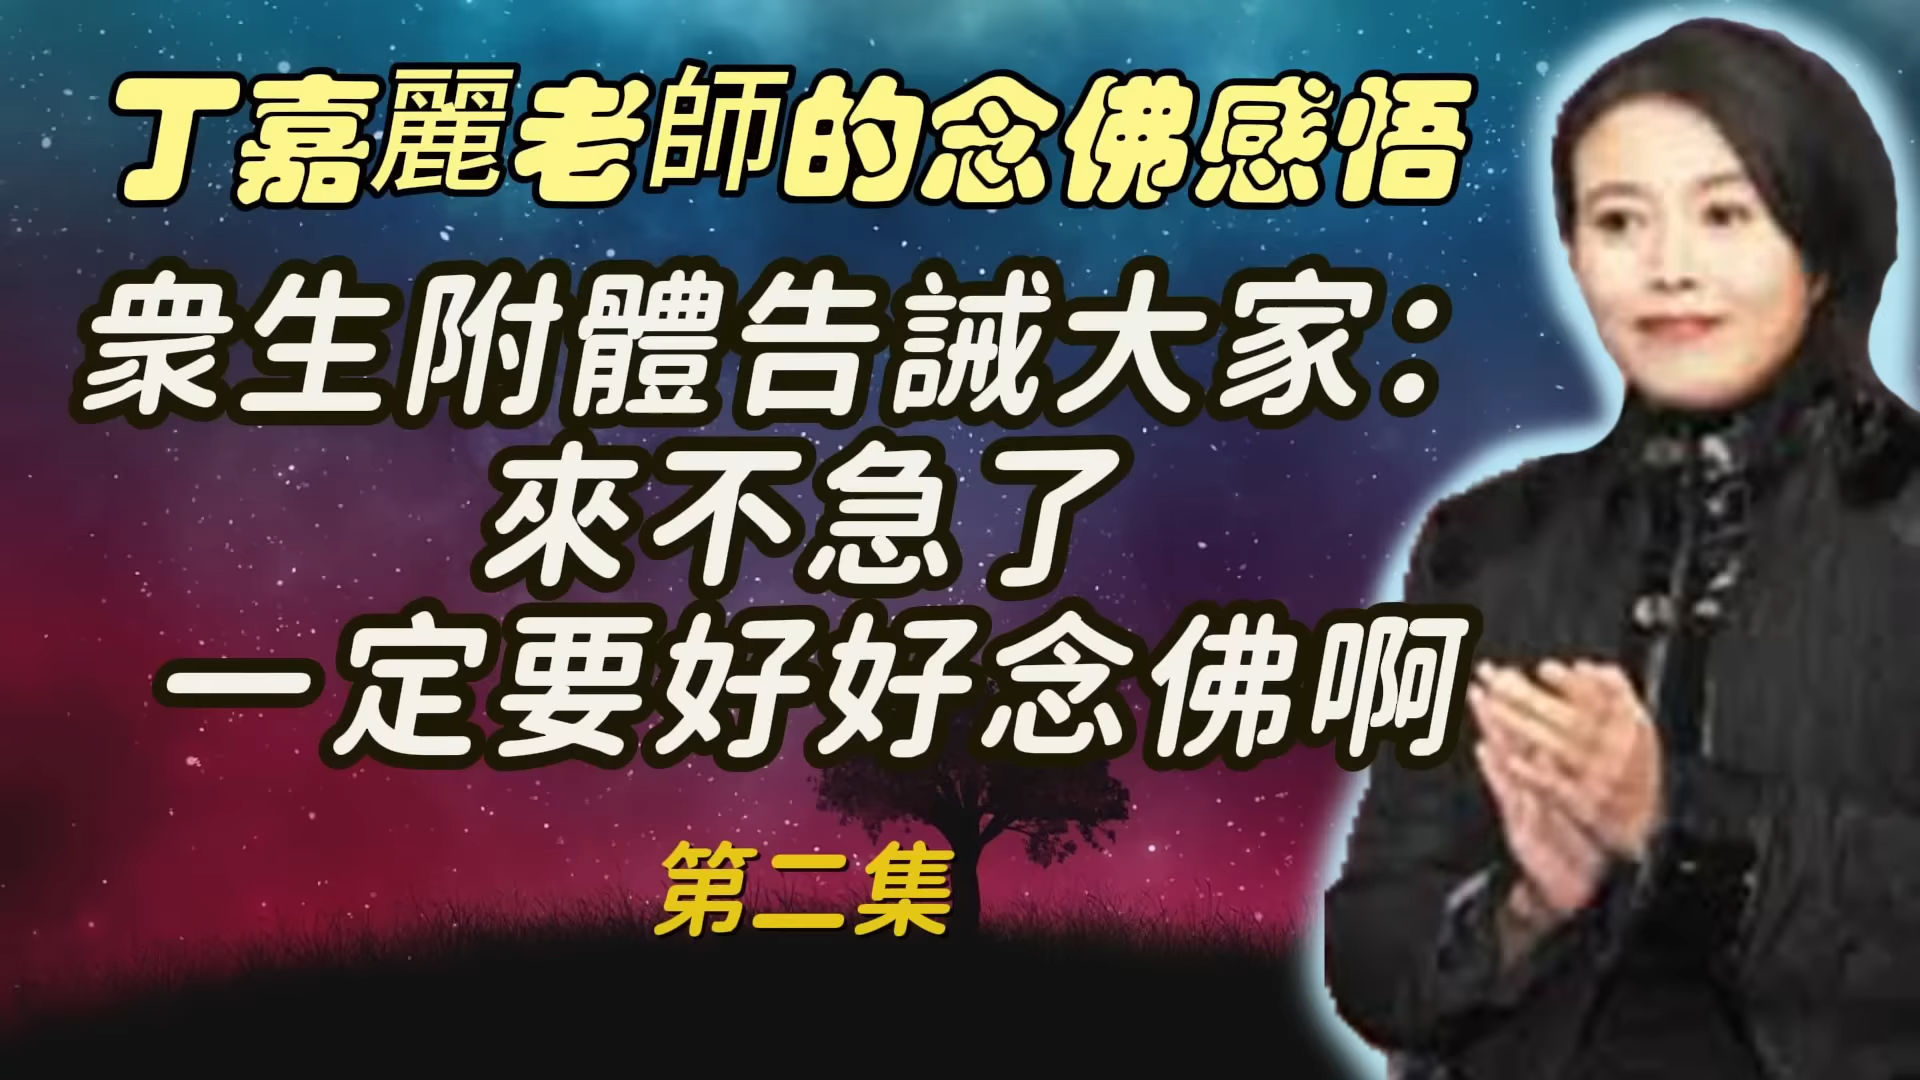 丁嘉麗老師的念佛感悟
衆生附體告誡大家：
來不急了
一定要好好念佛啊
第二集